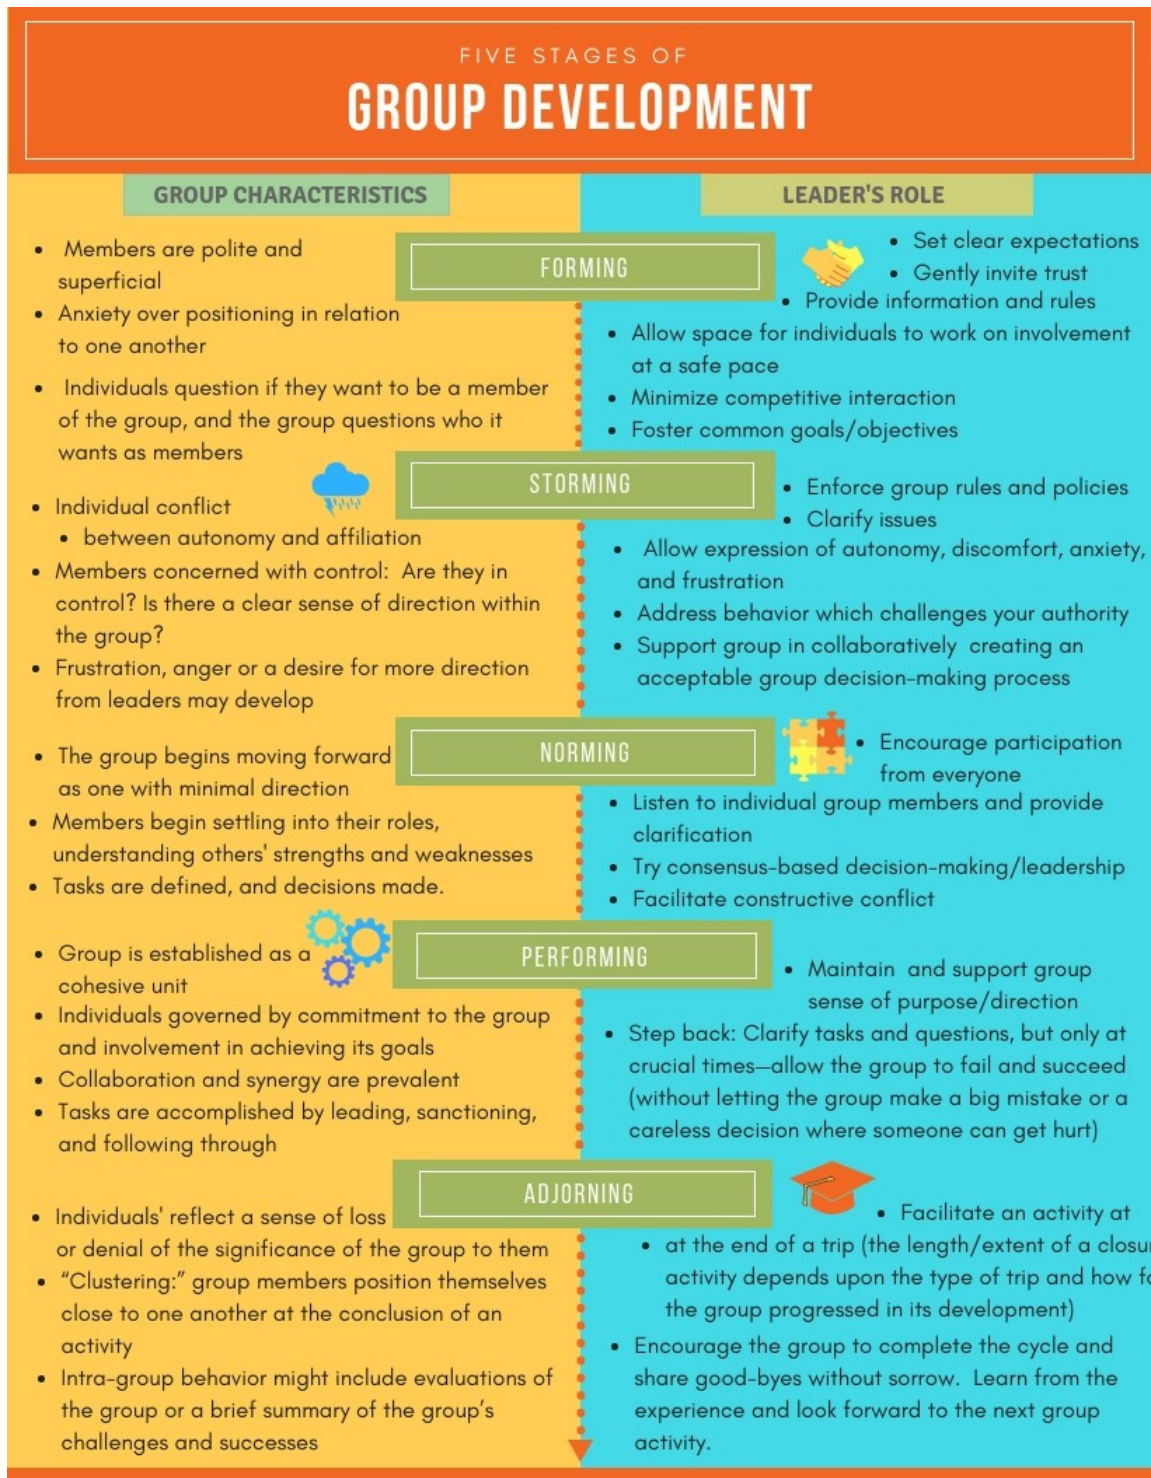 FIVE STAGES OF
GROUP DEVELOPMENT
GROUP CHARACTERISTICS
LEADER'S ROLE
FORMING
• Members are polite and
superficial
• Anxiety over positioning in relation
to one another
• Individuals question if they want to be a member
of the group, and the group questions who it
wants as members
• Set clear expectations
• Gently invite trust
• Provide information and rules
• Allow space for individuals to work on involvement
at a safe pace
• Minimize competitive interaction
• Foster common goals/objectives
STORMING
• Individual conflict
• between autonomy and affiliation
• Members concerned with control: Are they in
control? Is there a clear sense of direction within
the group?
• Frustration, anger or a desire for more direction
from leaders may develop
• Enforce group rules and policies
• Clarify issues
• Allow expression of autonomy, discomfort, anxiety,
and frustration
• Address behavior which challenges your authority
• Support group in collaboratively creating an
acceptable group decision-making process
NORMING
• The group begins moving forward
as one with minimal direction
• Members begin settling into their roles,
understanding others' strengths and weaknesses
• Tasks are defined, and decisions made.
• Encourage participation
from everyone
• Listen to individual group members and provide
clarification
• Try consensus-based decision-making/leadership
• Facilitate constructive conflict
PERFORMING
• Group is established as a
cohesive unit
• Individuals governed by commitment to the group
and involvement in achieving its goals
• Collaboration and synergy are prevalent
• Tasks are accomplished by leading, sanctioning,
and following through
• Maintain and support group
sense of purpose/direction
• Step back: Clarify tasks and questions, but only at
crucial times—allow the group to fail and succeed
(without letting the group make a big mistake or a
careless decision where someone can get hurt)
ADJORNING
• Individuals' reflect a sense of loss
or denial of the significance of the group to them
• “Clustering:” group members position themselves
close to one another at the conclusion of an
activity
• Intra-group behavior might include evaluations of
the group or a brief summary of the group’s
challenges and successes
• Facilitate an activity at
• at the end of a trip (the length/extent of a
activity depends upon the type of trip and how
the group progressed in its development)
• Encourage the group to complete the cycle and
share good-byes without sorrow. Learn from the
experience and look forward to the next group
activity.